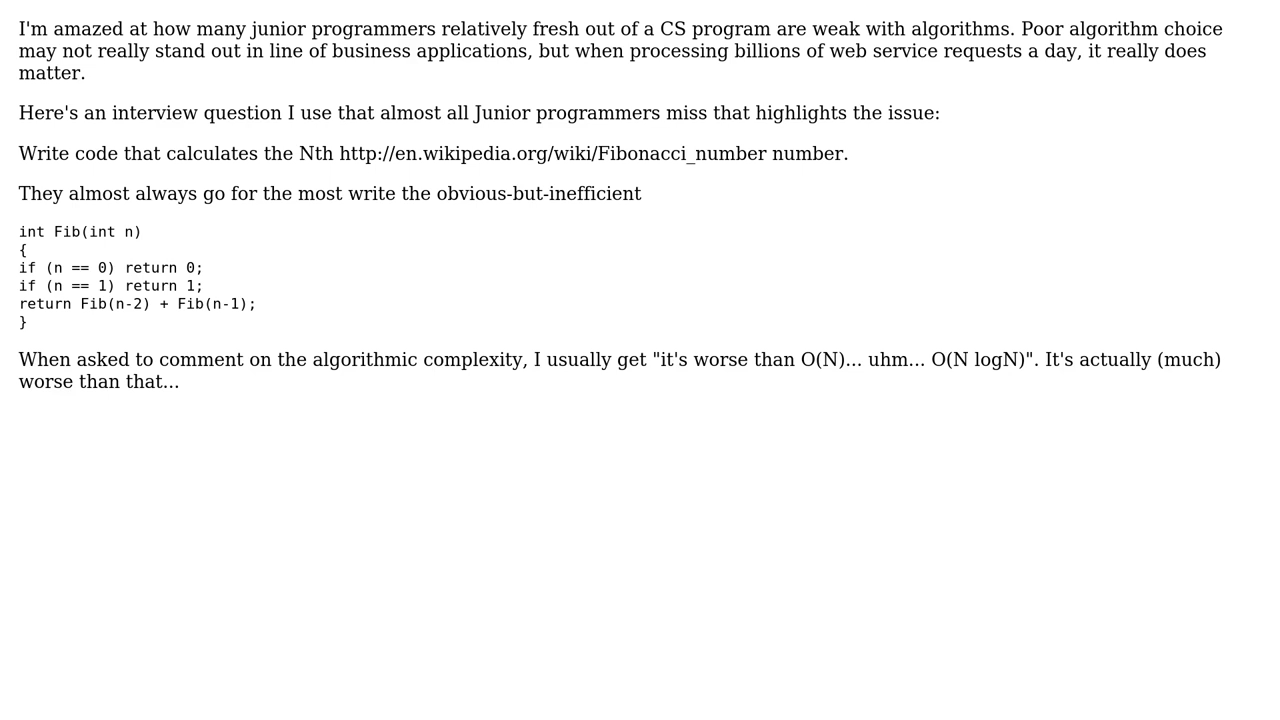 I'm amazed at how many junior programmers relatively fresh out of a CS program are weak with algorithms. Poor algorithm choice
may not really stand out in line of business applications, but when processing billions of web service requests a day, it really does
matter.
Here's an interview question I use that almost all Junior programmers miss that highlights the issue:
Write code that calculates the Nth http://en.wikipedia.org/wiki/Fibonacci_number number.
They almost always go for the most write the obvious-but-inefficient
int Fib(int n)
{
if (n == 0) return 0;
if (n == 1) return 1;
return Fib(n-2) + Fib(n-1);
}
When asked to comment on the algorithmic complexity, I usually get "it's worse than O(N)... uhm... O(N logN)". It's actually (much)
worse than that...